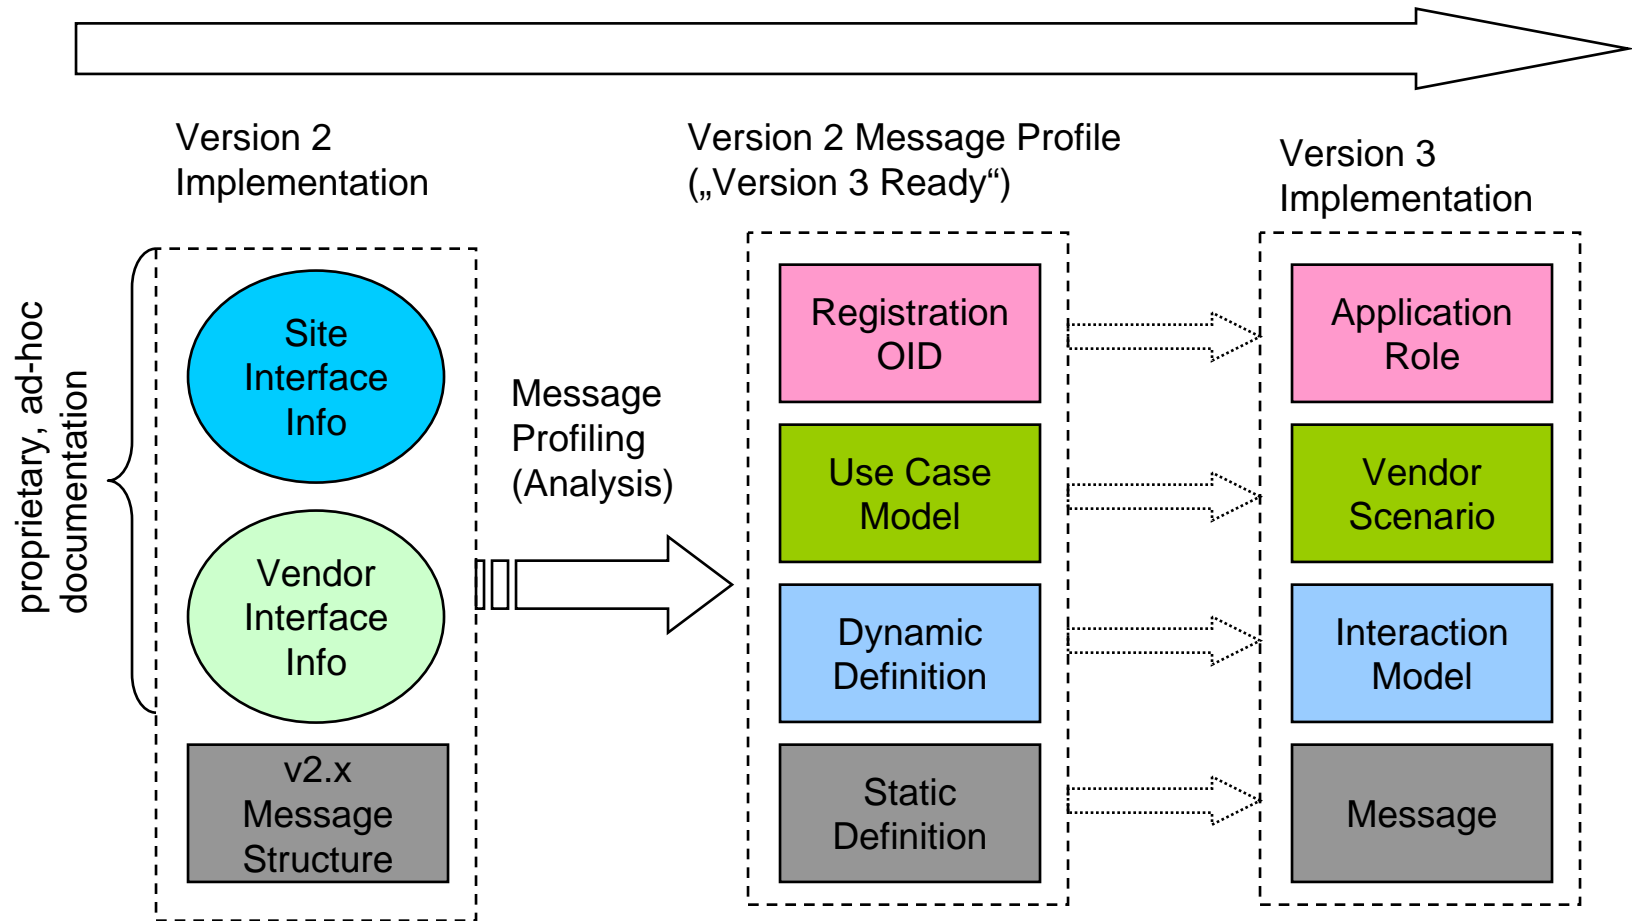 Version 2
Implementation
Version 2 Message Profile
(„Version 3 Ready“)
Version 3
Implementation
proprietary, ad-hoc
documentation
Site
Interface
Info
Vendor
Interface
Info
v2.x
Message
Structure
Message
Profiling
(Analysis)
Registration
OID
Use Case
Model
Dynamic
Definition
Static
Definition
Application
Role
Vendor
Scenario
Interaction
Model
Message